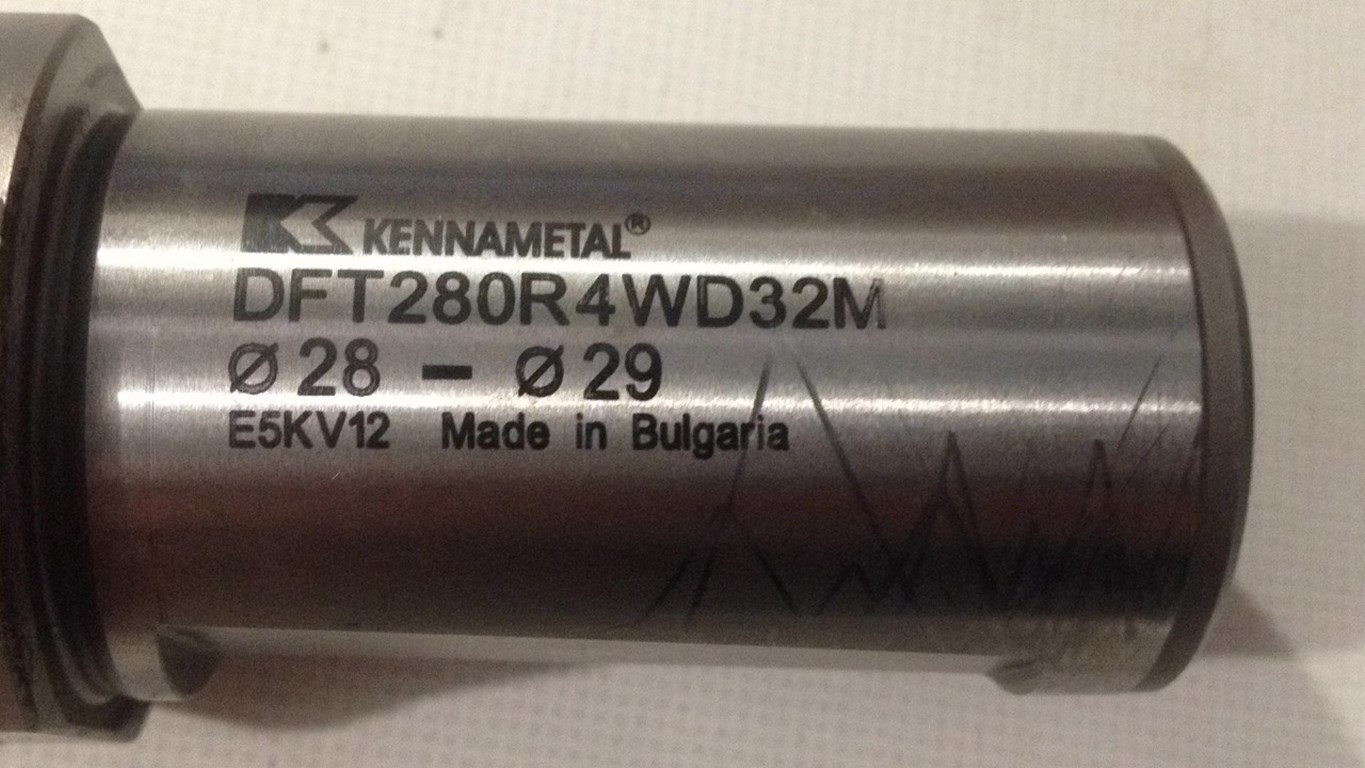 KENNAMETAL®
DFT280R4WD32M
Ø28 - Ø29
E5KV12 Made in Bulgaria